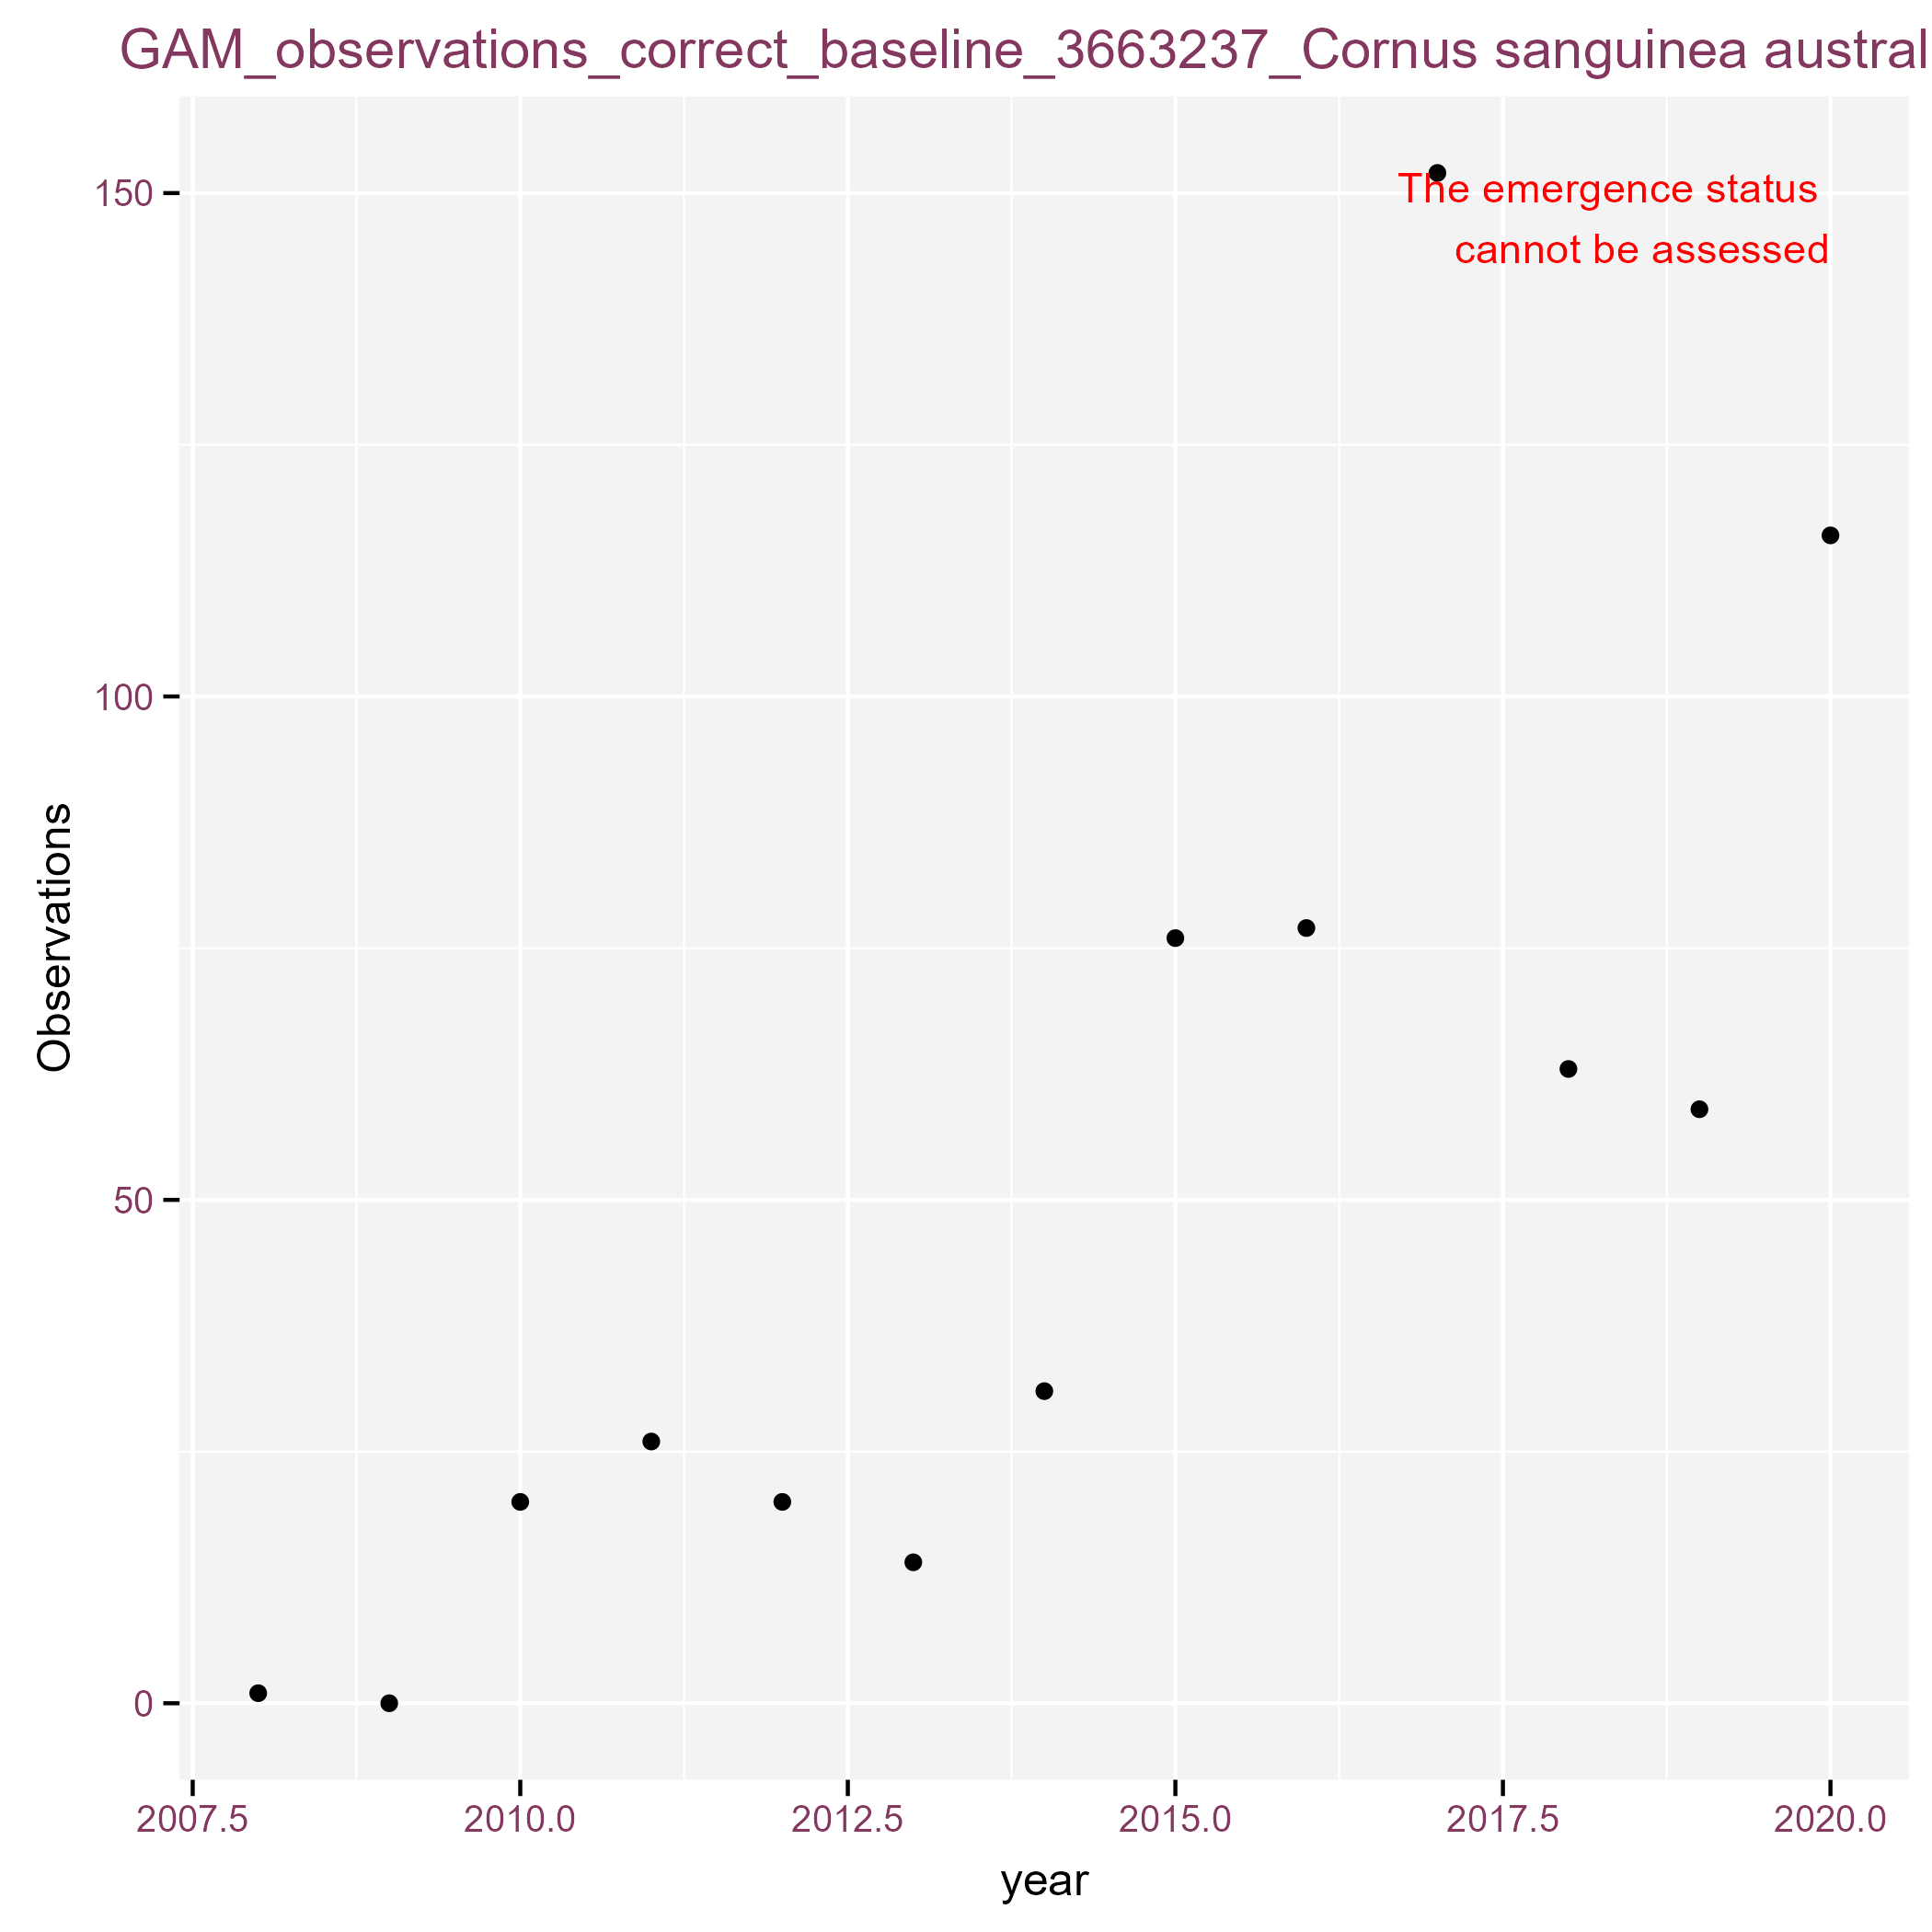 GAM_observations_correct_baseline_3663237_Cornus sanguinea austral
150
The emergence status
cannot be assessed
100
Observations
50
0
2007.5 2010.0 2012.5 2015.0 2017.5 2020.0
year